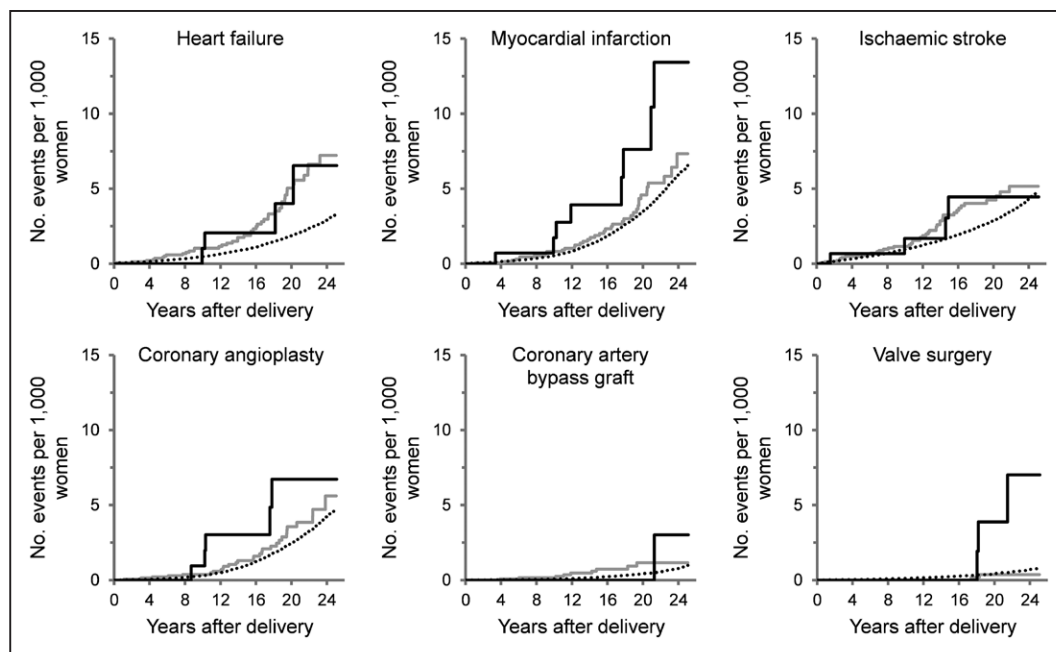 Heart failure
No. events per 1,000
women
15
10
5
0
0 4 8 12 16 20 24
Years after delivery
Myocardial infarction
No. events per 1,000
women
15
10
5
0
0 4 8 12 16 20 24
Years after delivery
Ischaemic stroke
No. events per 1,000
women
15
10
5
0
0 4 8 12 16 20 24
Years after delivery
Coronary angioplasty
No. events per 1,000
women
15
10
5
0
0 4 8 12 16 20 24
Years after delivery
Coronary artery
bypass graft
No. events per 1,000
women
15
10
5
0
0 4 8 12 16 20 24
Years after delivery
Valve surgery
No. events per 1,000
women
15
10
5
0
0 4 8 12 16 20 24
Years after delivery